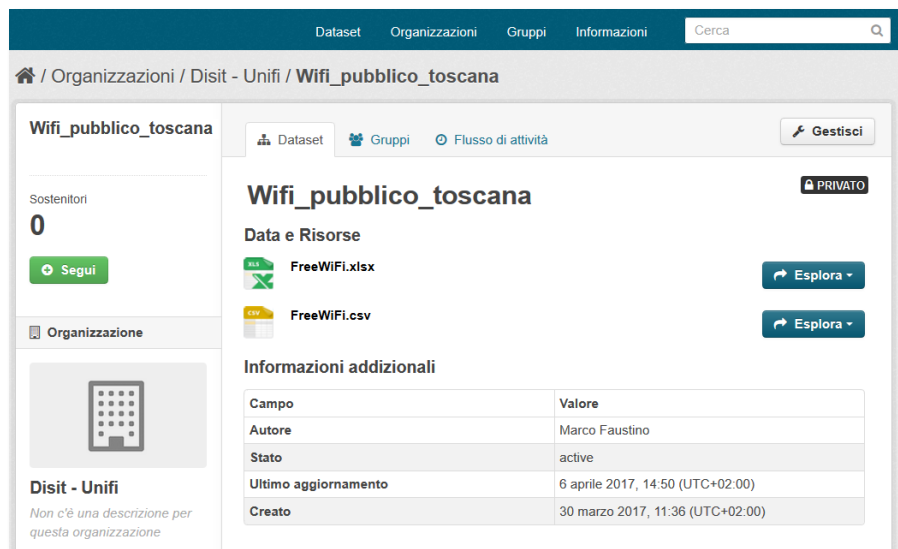 Dataset Organizzazioni Gruppi Informazioni Cerca
/ Organizzazioni / Disit - Unifi / Wifi_pubblico_toscana
Wifi_pubblico_toscana
Sostenitori
0
Segui
Organizzazione
Disit - Unifi
Non c'è una descrizione per
questa organizzazione
Dataset Gruppi Flusso di attività Gestisci
PRIVATO
Wifi_pubblico_toscana
Data e Risorse
XLS FreeWiFi.xlsx Esplora
CSV FreeWiFi.csv Esplora
Informazioni addizionali
Campo Valore
Autore Marco Faustino
Stato active
Ultimo aggiornamento 6 aprile 2017, 14:50 (UTC+02:00)
Creato 30 marzo 2017, 11:36 (UTC+02:00)